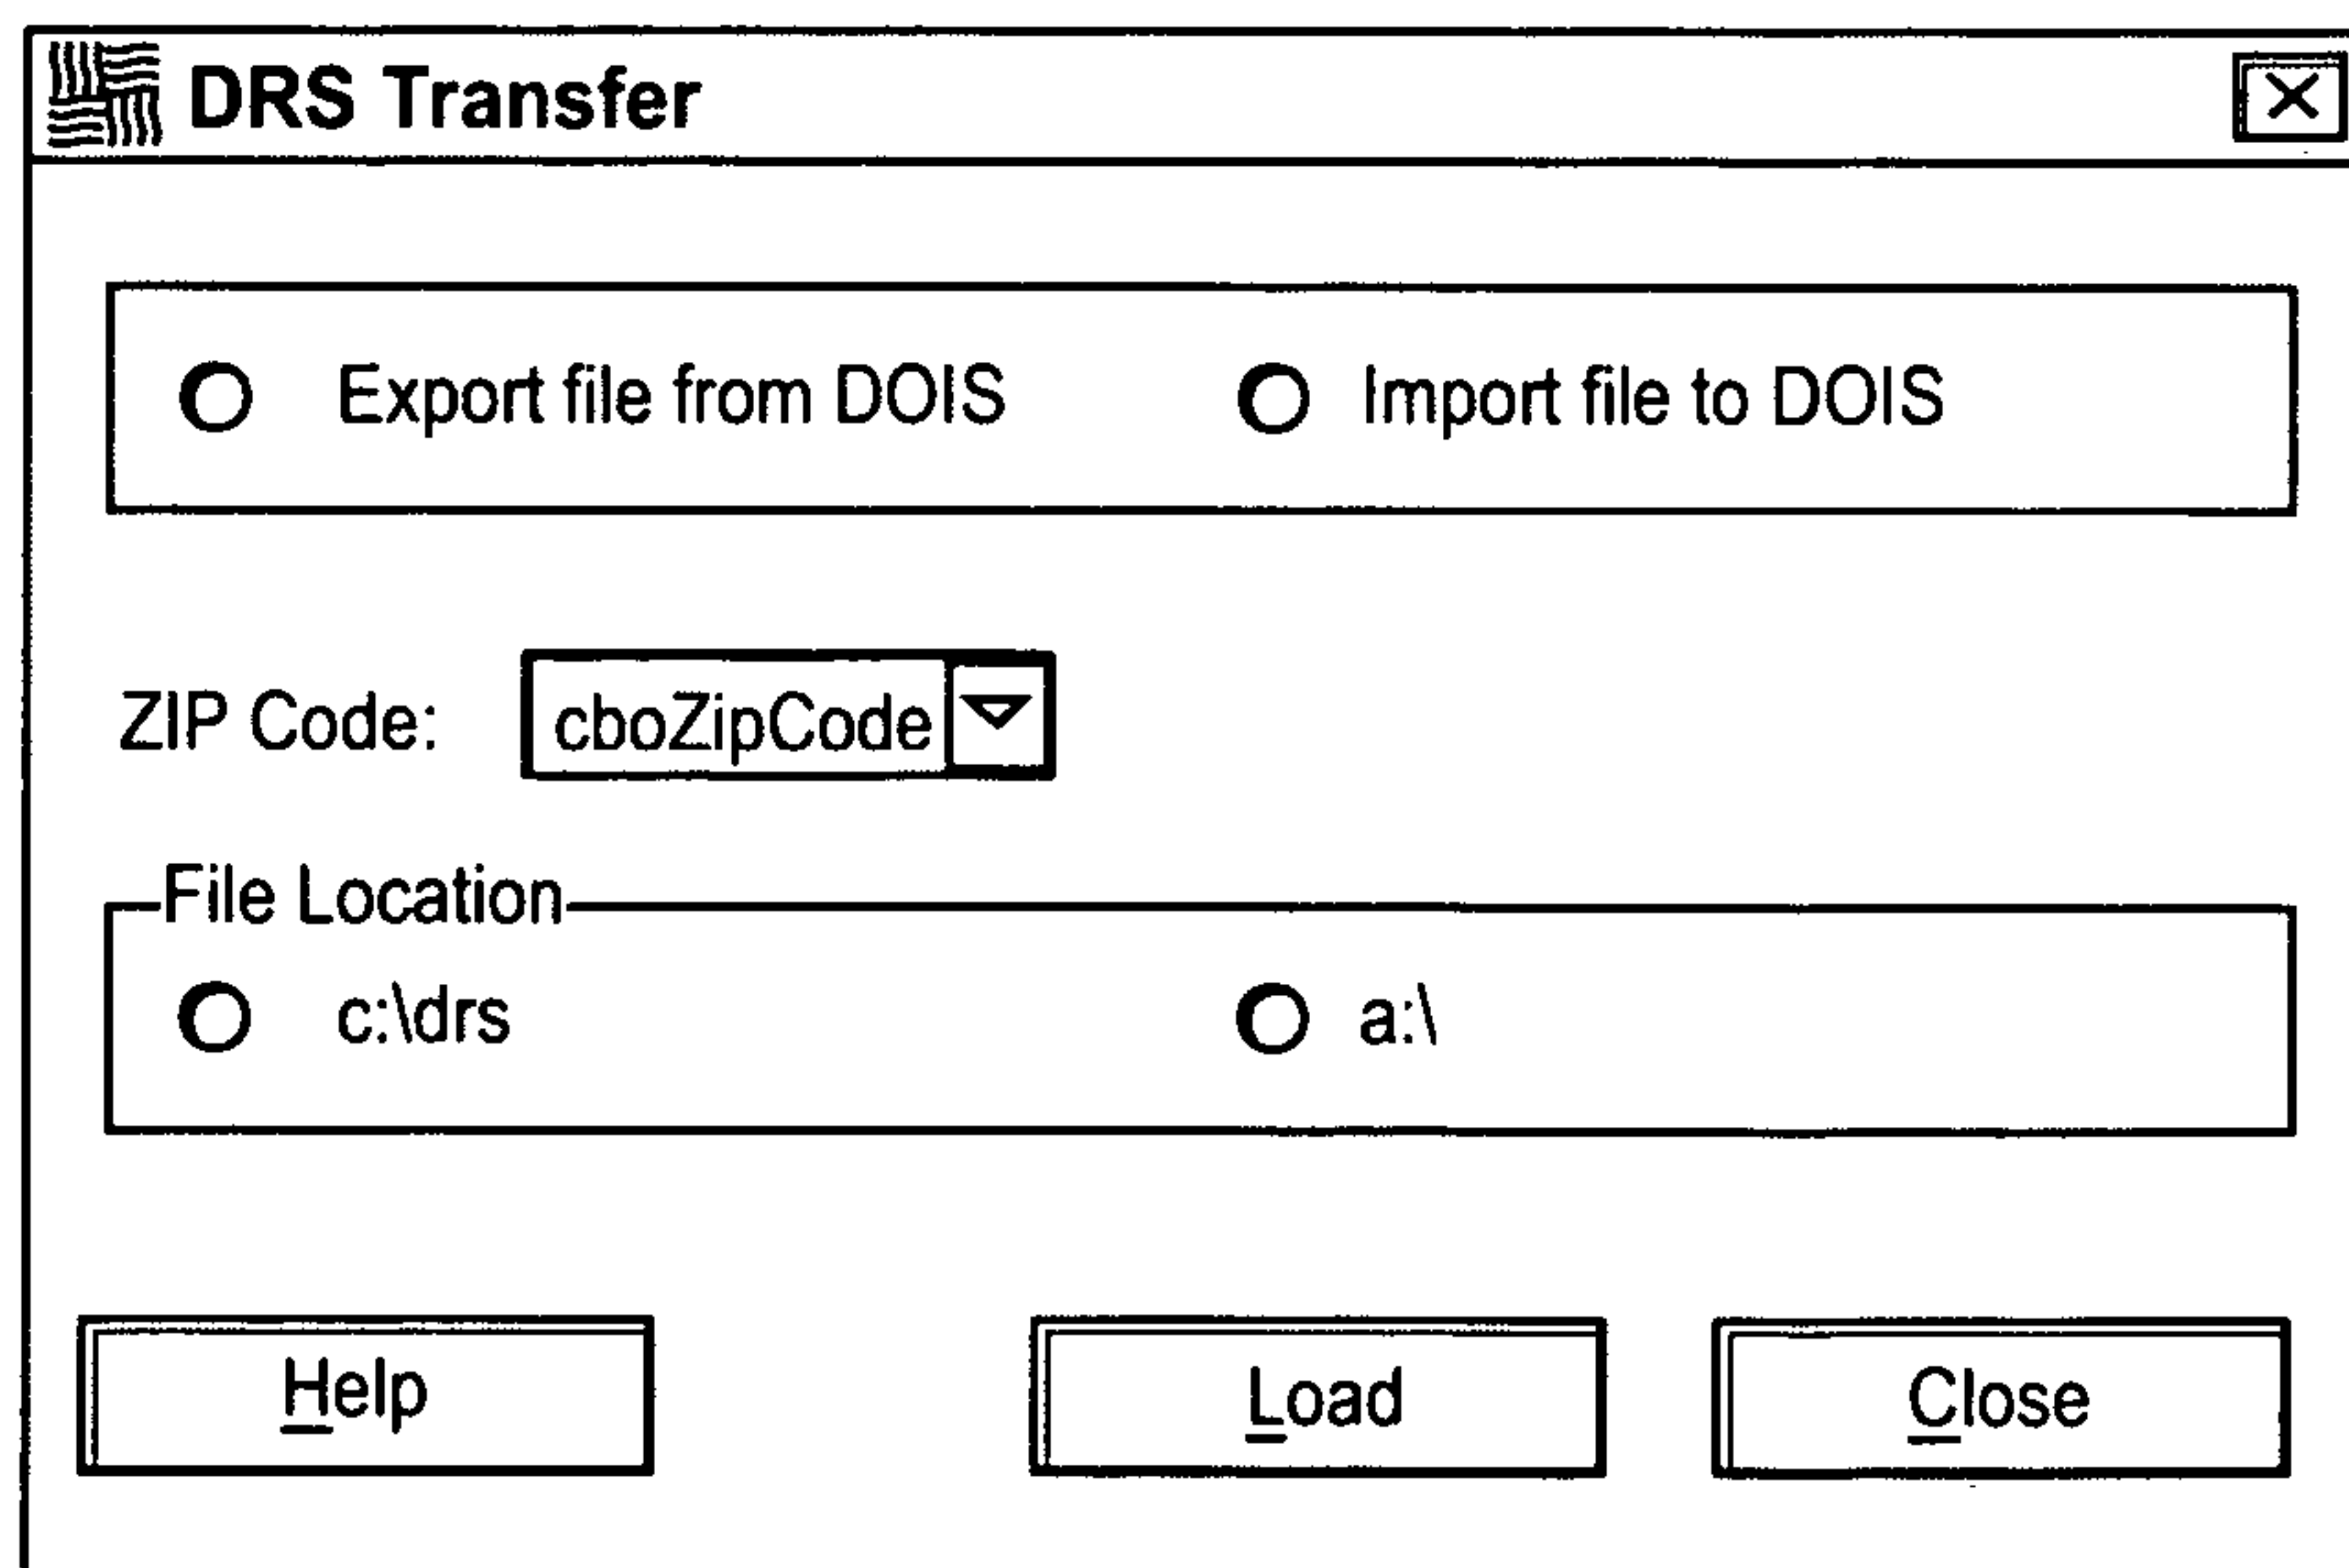 DRS Transfer
Export file from DOIS Import file to DOIS
ZIP Code: cboZipCode
File Location
c:\drs a:\
Help Load Close